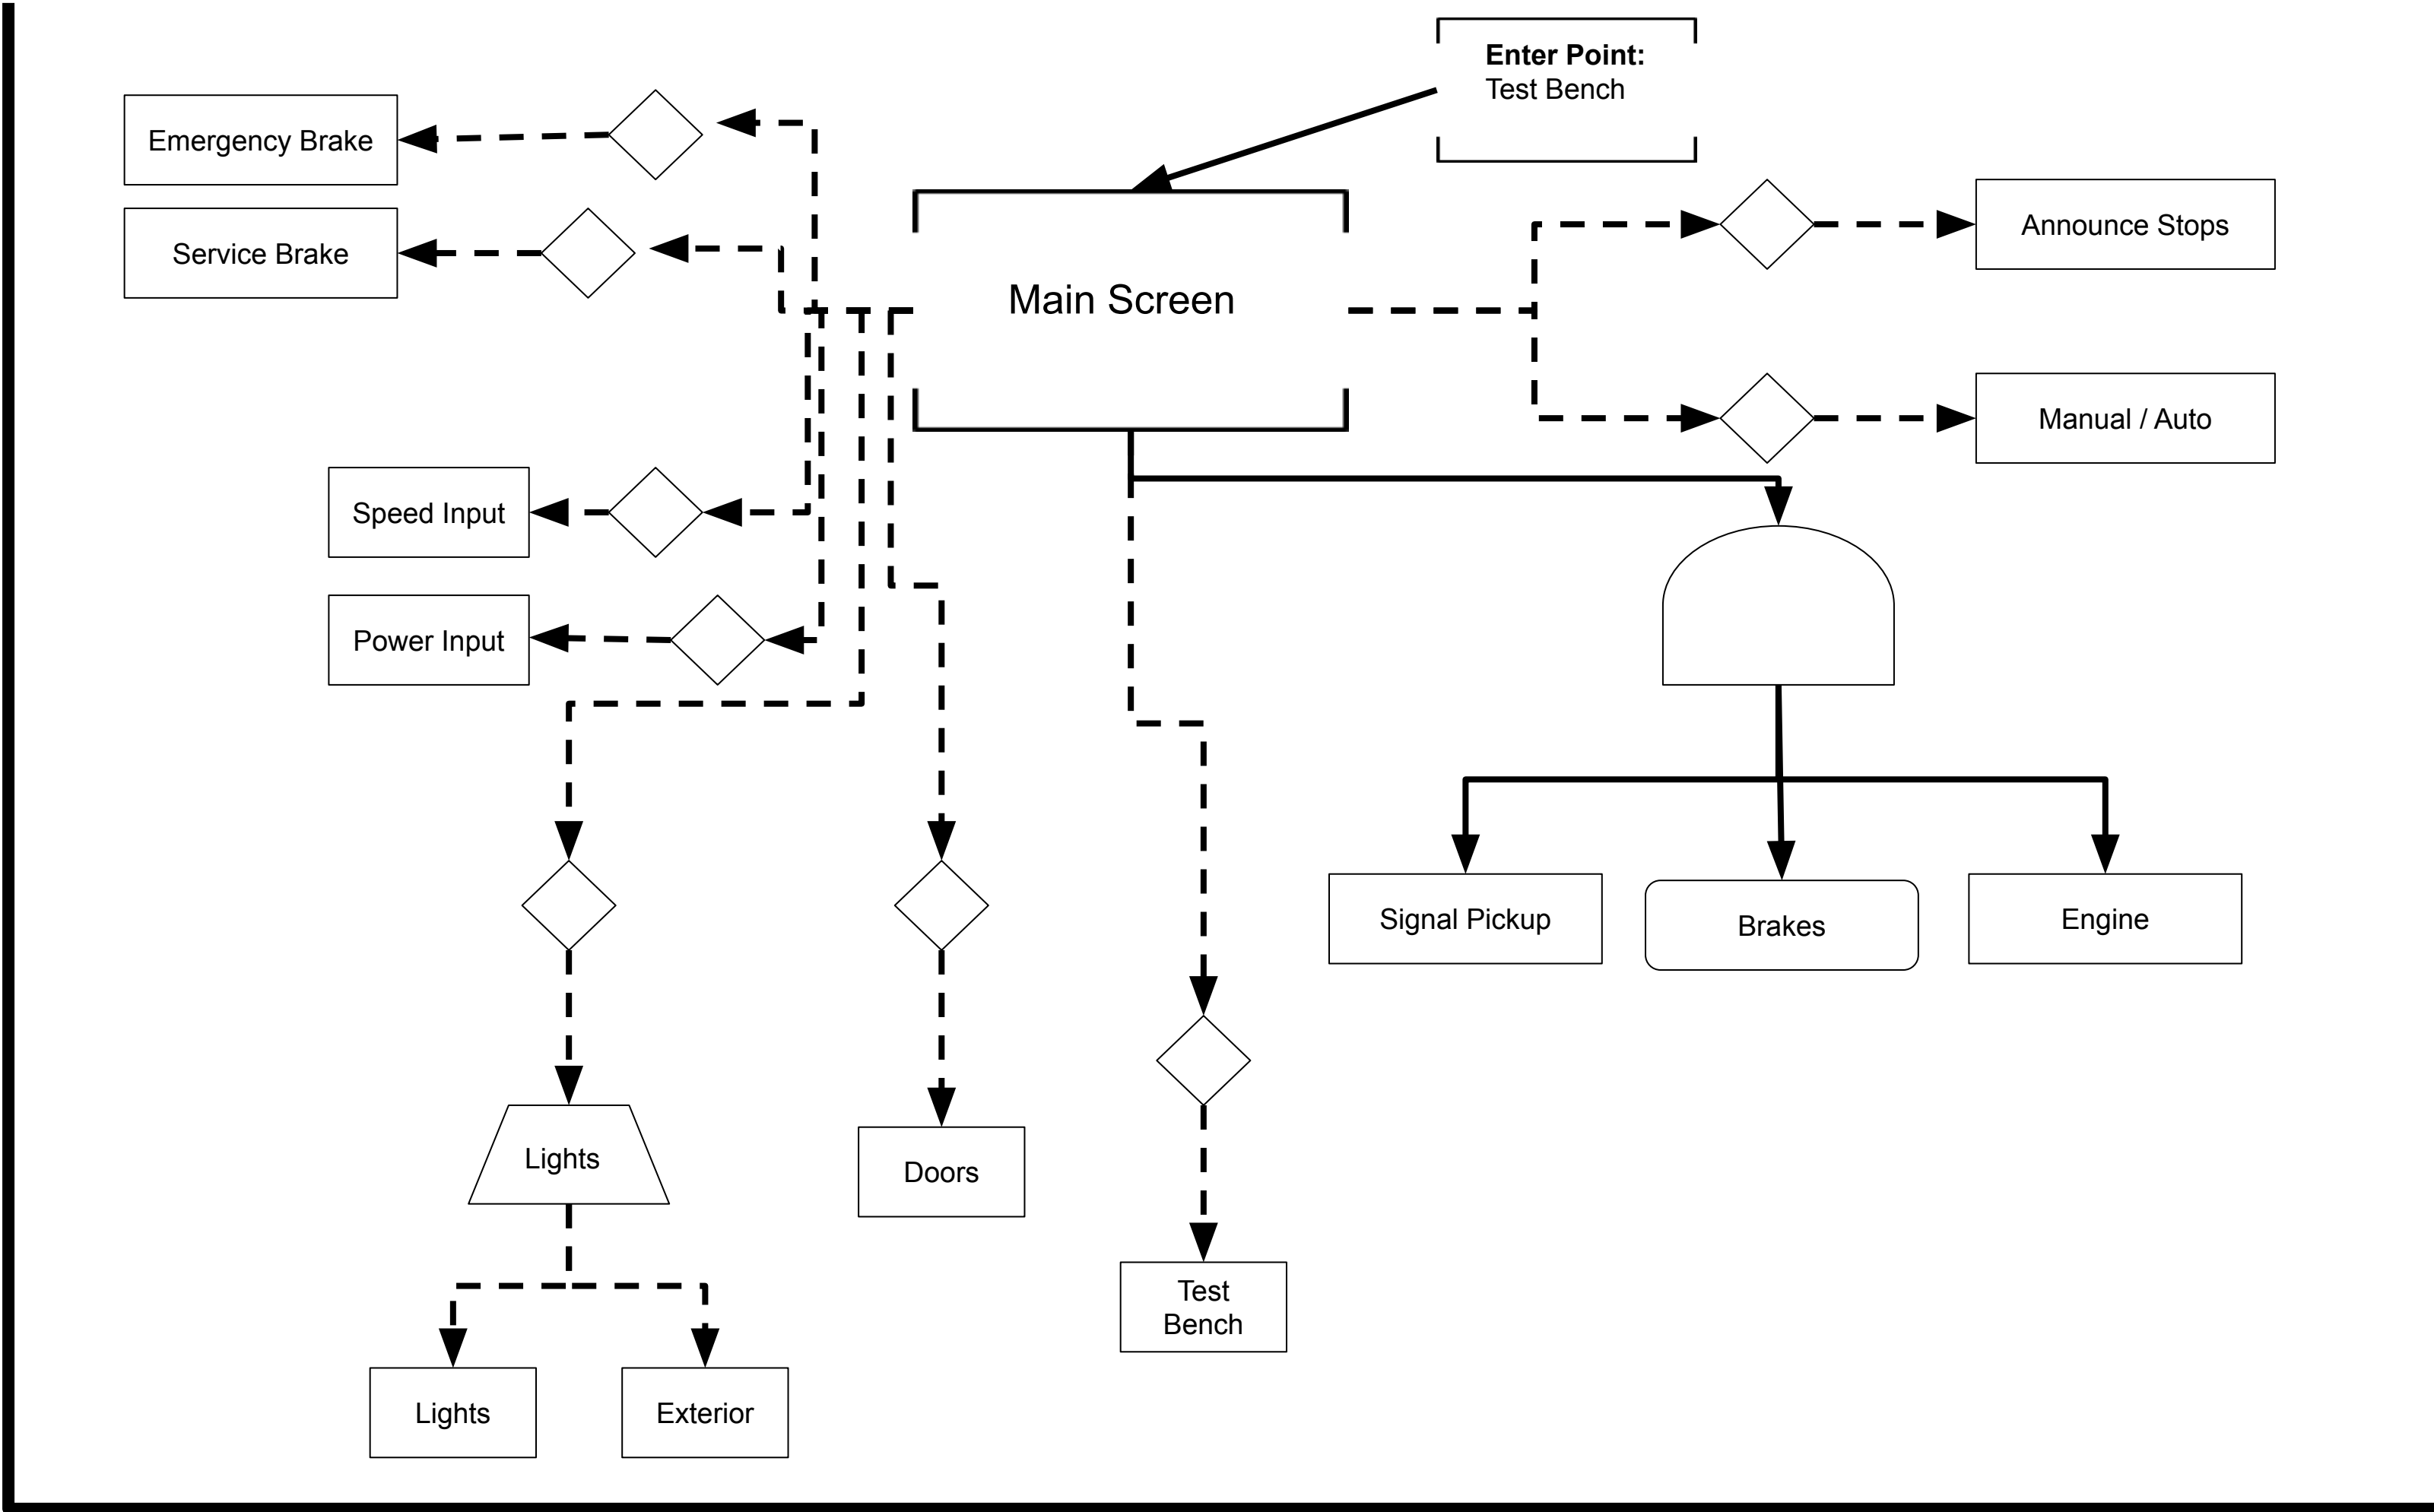 Enter Point:
Test Bench
Emergency Brake
Service Brake
Main Screen
Announce Stops
Manual / Auto
Speed Input
Power Input
Signal Pickup
Brakes
Engine
Lights
Doors
Test
Bench
Lights
Exterior